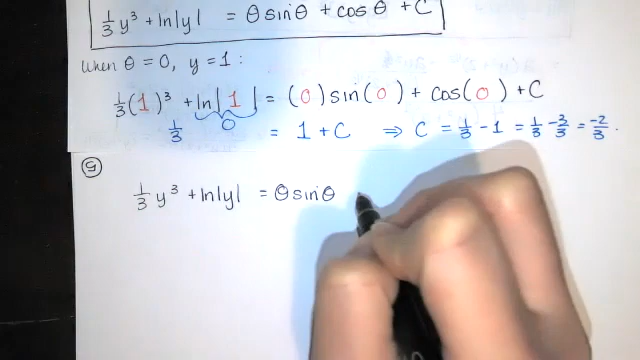 1/3 y³ + ln|y| = θ sin θ + cos θ + C
When θ = 0, y = 1:
1/3 (1)³ + ln|1| = (0) sin(0) + cos(0) + C
1/3 0 = 1 + C ⇒ C = 1/3 - 1 = 1/3 - 3/3 = -2/3.
5
1/3 y³ + ln|y| = θ sin θ